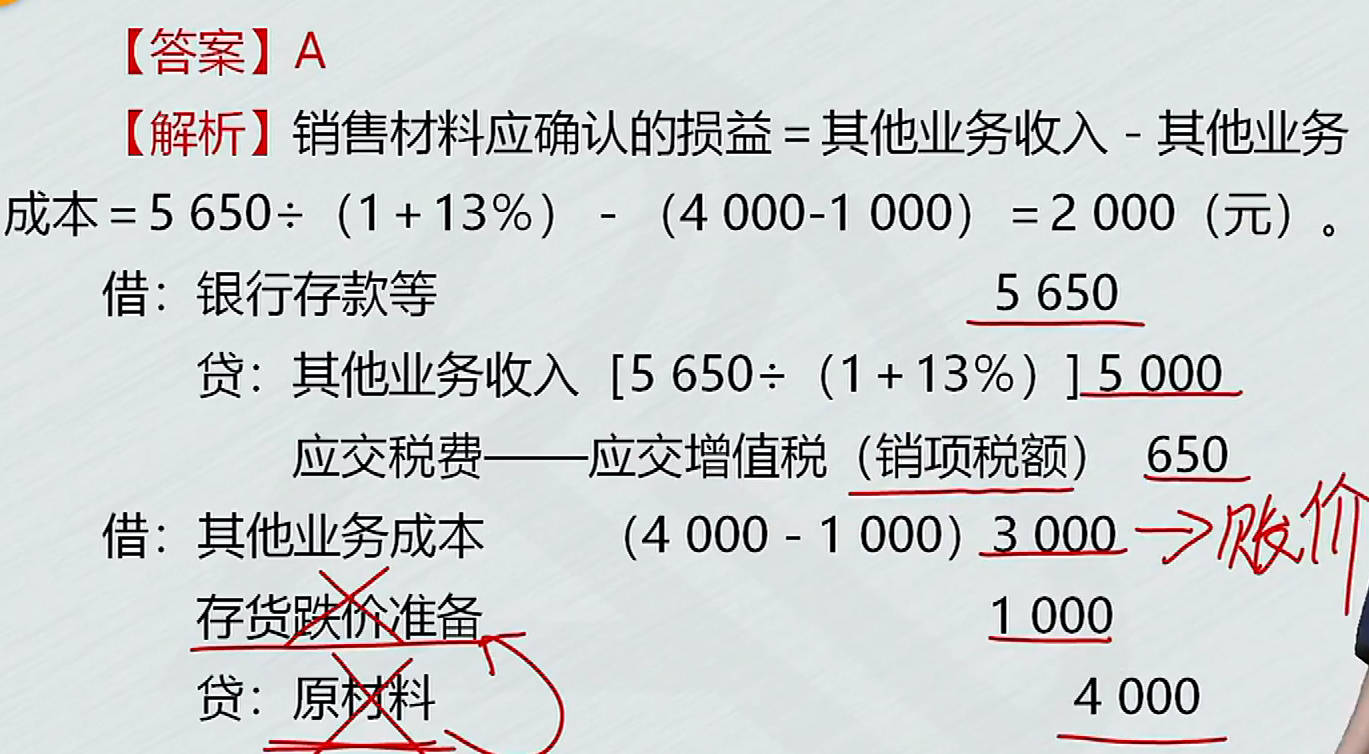 【答案】A
【解析】销售材料应确认的损益=其他业务收入-其他业务
成本=5 650÷（1+13%） - （4 000-1 000） =2 000（元）。
借：银行存款等 5 650
贷：其他业务收入 [5 650÷（1+13%）] 5 000
应交税费——应交增值税（销项税额） 650
借：其他业务成本 （4 000 - 1 000）3 000 →账价
存货跌价准备 1 000
贷：原材料 4 000